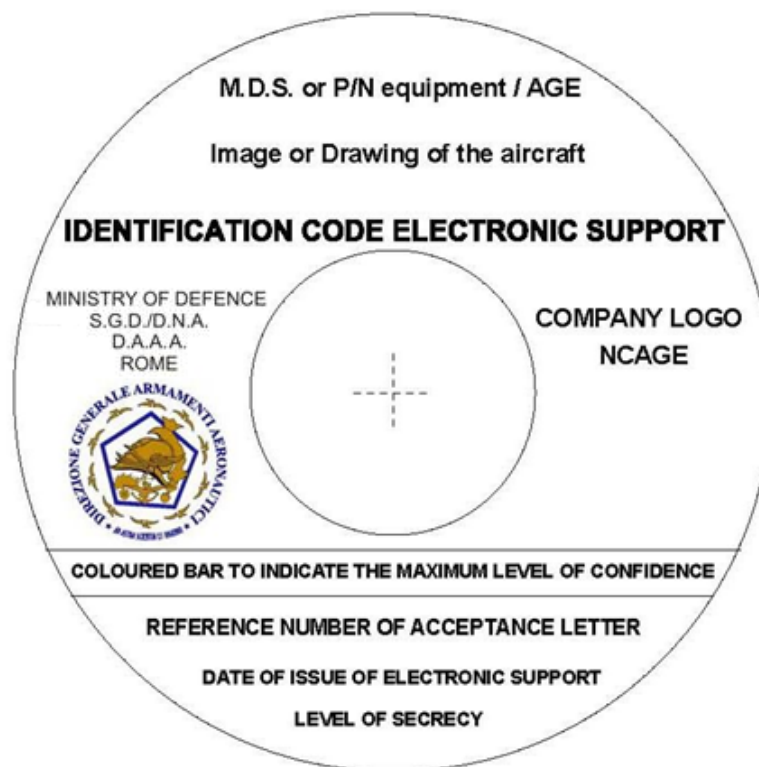 M.D.S. or P/N equipment / AGE
Image or Drawing of the aircraft
IDENTIFICATION CODE ELECTRONIC SUPPORT
MINISTRY OF DEFENCE
S.G.D./D.N.A.
D.A.A.A.
ROME
COMPANY LOGO
NCAGE
DIREZIONE GENERALE ARMAMENTI AERONAUTICI
COLOURED BAR TO INDICATE THE MAXIMUM LEVEL OF CONFIDENCE
REFERENCE NUMBER OF ACCEPTANCE LETTER
DATE OF ISSUE OF ELECTRONIC SUPPORT
LEVEL OF SECRECY